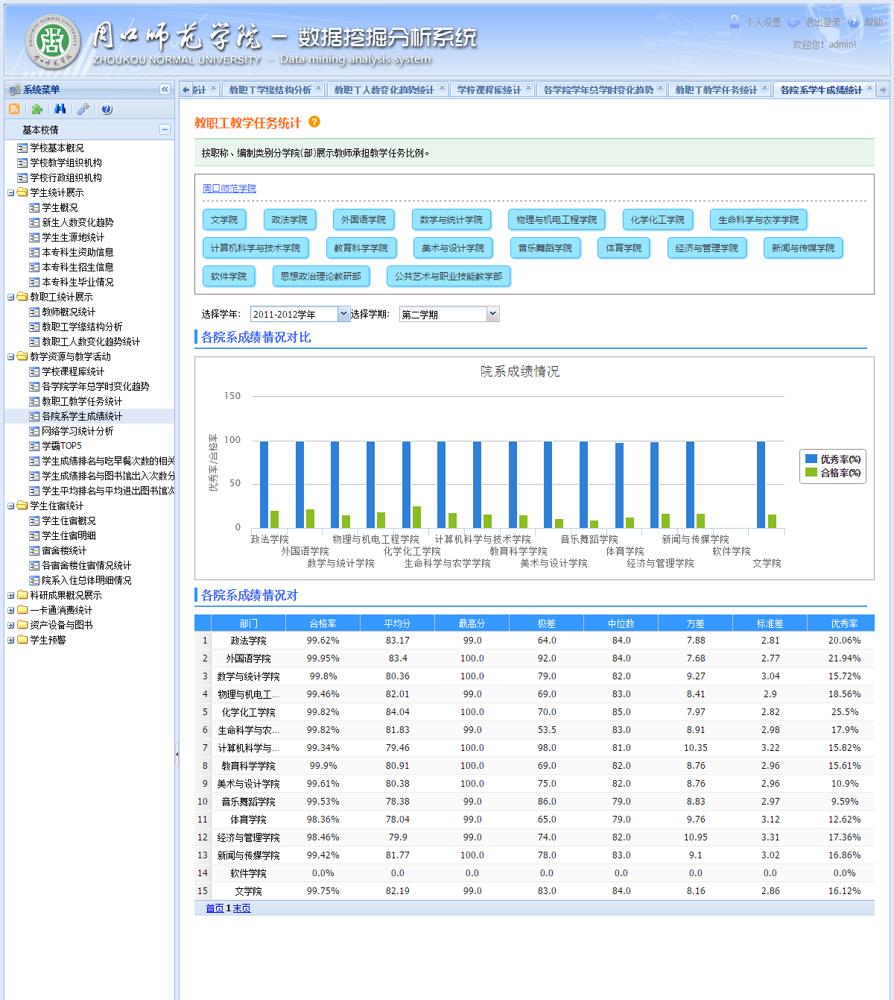 周口师范学院 – 数据挖掘分析系统
ZHOUKOU NORMAL UNIVERSITY - Data mining analysis system
个人设置 退出登录 帮助
欢迎您！admin!
系统菜单
统计 教职工学缘结构分析 教职工人数变化趋势统计 学校课程库统计 各学院学年总学时变化趋势 教职工教学任务统计 各院系学生成绩统计
基本校情
学校基本概况
学校教学组织机构
学校行政组织机构
学生统计展示
学生概况
新生人数变化趋势
学生生源地统计
本专科生资助信息
本专科生招生信息
本专科生毕业情况
教职工统计展示
教师概况统计
教职工学缘结构分析
教职工人数变化趋势统计
教学资源与教学活动
学校课程库统计
各学院学年总学时变化趋势
教职工教学任务统计
各院系学生成绩统计
网络学习统计分析
学霸TOP5
学生成绩排名与吃早餐次数的相关
学生成绩排名与图书馆出入次数分
学生平均排名与平均进出图书馆次
学生住宿统计
学生住宿概况
学生住宿明细
宿舍楼统计
各宿舍楼住宿情况统计
院系入住总体明细情况
科研成果概况展示
一卡通消费统计
资产设备与图书
学生预警
教职工教学任务统计
按职称、编制类别分学院(部)展示教师承担教学任务比例。
周口师范学院
文学院 政法学院 外国语学院 数学与统计学院 物理与机电工程学院 化学化工学院 生命科学与农学学院
计算机科学与技术学院 教育科学学院 美术与设计学院 音乐舞蹈学院 体育学院 经济与管理学院 新闻与传媒学院
软件学院 思想政治理论教研部 公共艺术与职业技能教学部
选择学年： 2011-2012学年 选择学期： 第二学期
各院系成绩情况对比
院系成绩情况
150
100
50
0
优秀率/合格率
优秀率(%)
合格率(%)
政法学院 物理与机电工程学院 计算机科学与技术学院 音乐舞蹈学院 新闻与传媒学院
外国语学院 化学化工学院 教育科学学院 体育学院 软件学院
数学与统计学院 生命科学与农学学院 美术与设计学院 经济与管理学院 文学院
各院系成绩情况对
部门 合格率 平均分 最高分 极差 中位数 方差 标准差 优秀率
1 政法学院 99.62% 83.17 99.0 64.0 84.0 7.88 2.81 20.06%
2 外国语学院 99.95% 83.4 100.0 92.0 84.0 7.68 2.77 21.94%
3 数学与统计学院 99.8% 80.36 100.0 79.0 82.0 9.27 3.04 15.72%
4 物理与机电工... 99.46% 82.01 99.0 69.0 83.0 8.41 2.9 18.56%
5 化学化工学院 99.82% 84.04 100.0 70.0 85.0 7.97 2.82 25.5%
6 生命科学与农... 99.82% 81.83 99.0 53.5 83.0 8.91 2.98 17.9%
7 计算机科学与... 99.34% 79.46 100.0 98.0 81.0 10.35 3.22 15.82%
8 教育科学学院 99.9% 80.91 100.0 69.0 82.0 8.76 2.96 15.61%
9 美术与设计学院 99.61% 80.38 100.0 75.0 82.0 8.76 2.96 10.9%
10 音乐舞蹈学院 99.53% 78.38 99.0 86.0 79.0 8.83 2.97 9.59%
11 体育学院 98.36% 78.04 99.0 65.0 79.0 9.76 3.12 12.62%
12 经济与管理学院 98.46% 79.9 99.0 74.0 82.0 10.95 3.31 17.36%
13 新闻与传媒学院 99.42% 81.77 100.0 78.0 83.0 9.1 3.02 16.86%
14 软件学院 0.0% 0.0 0.0 0.0 0.0 0.0 0.0 0.0%
15 文学院 99.75% 82.19 99.0 83.0 84.0 8.16 2.86 16.12%
首页 1 末页